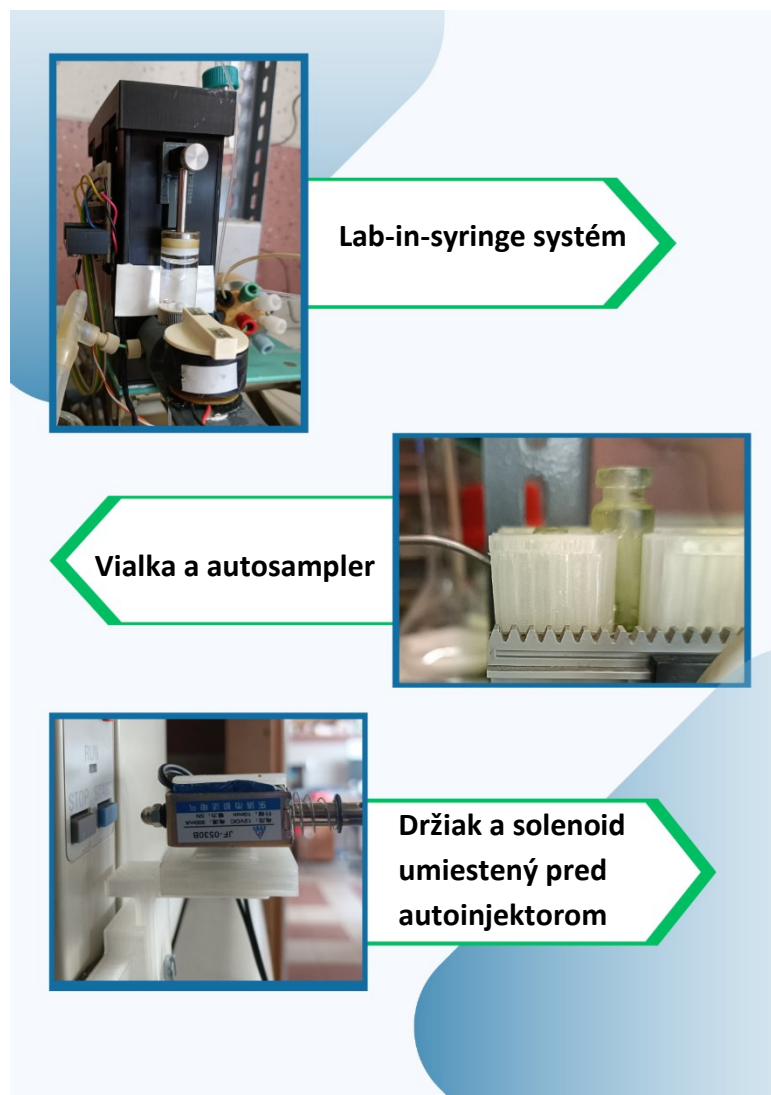 Lab-in-syringe systém
Vialka a autosampler
RUN
STOP
JF-0530B
Držiak a solenoid
umiestený pred
autoinjektorom